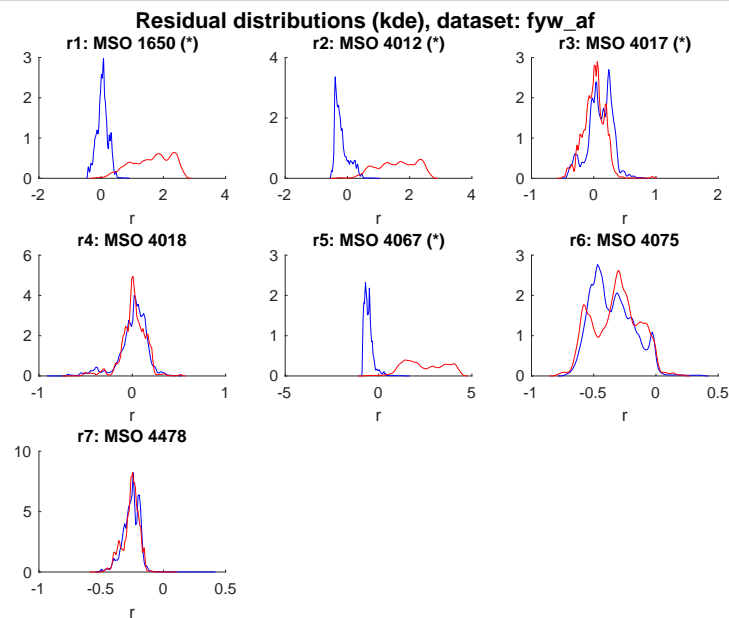 Residual distributions (kde), dataset: fyw_af
r1: MSO 1650 (*)
3
2
1
0
-2 0 2 4
r
r2: MSO 4012 (*)
4
2
0
-2 0 2 4
r
r3: MSO 4017 (*)
3
2
1
0
-1 0 1 2
r
r4: MSO 4018
6
4
2
0
-1 0 1
r
r5: MSO 4067 (*)
3
2
1
0
-5 0 5
r
r6: MSO 4075
3
2
1
0
-1 -0.5 0 0.5
r
r7: MSO 4478
10
5
0
-1 -0.5 0 0.5
r